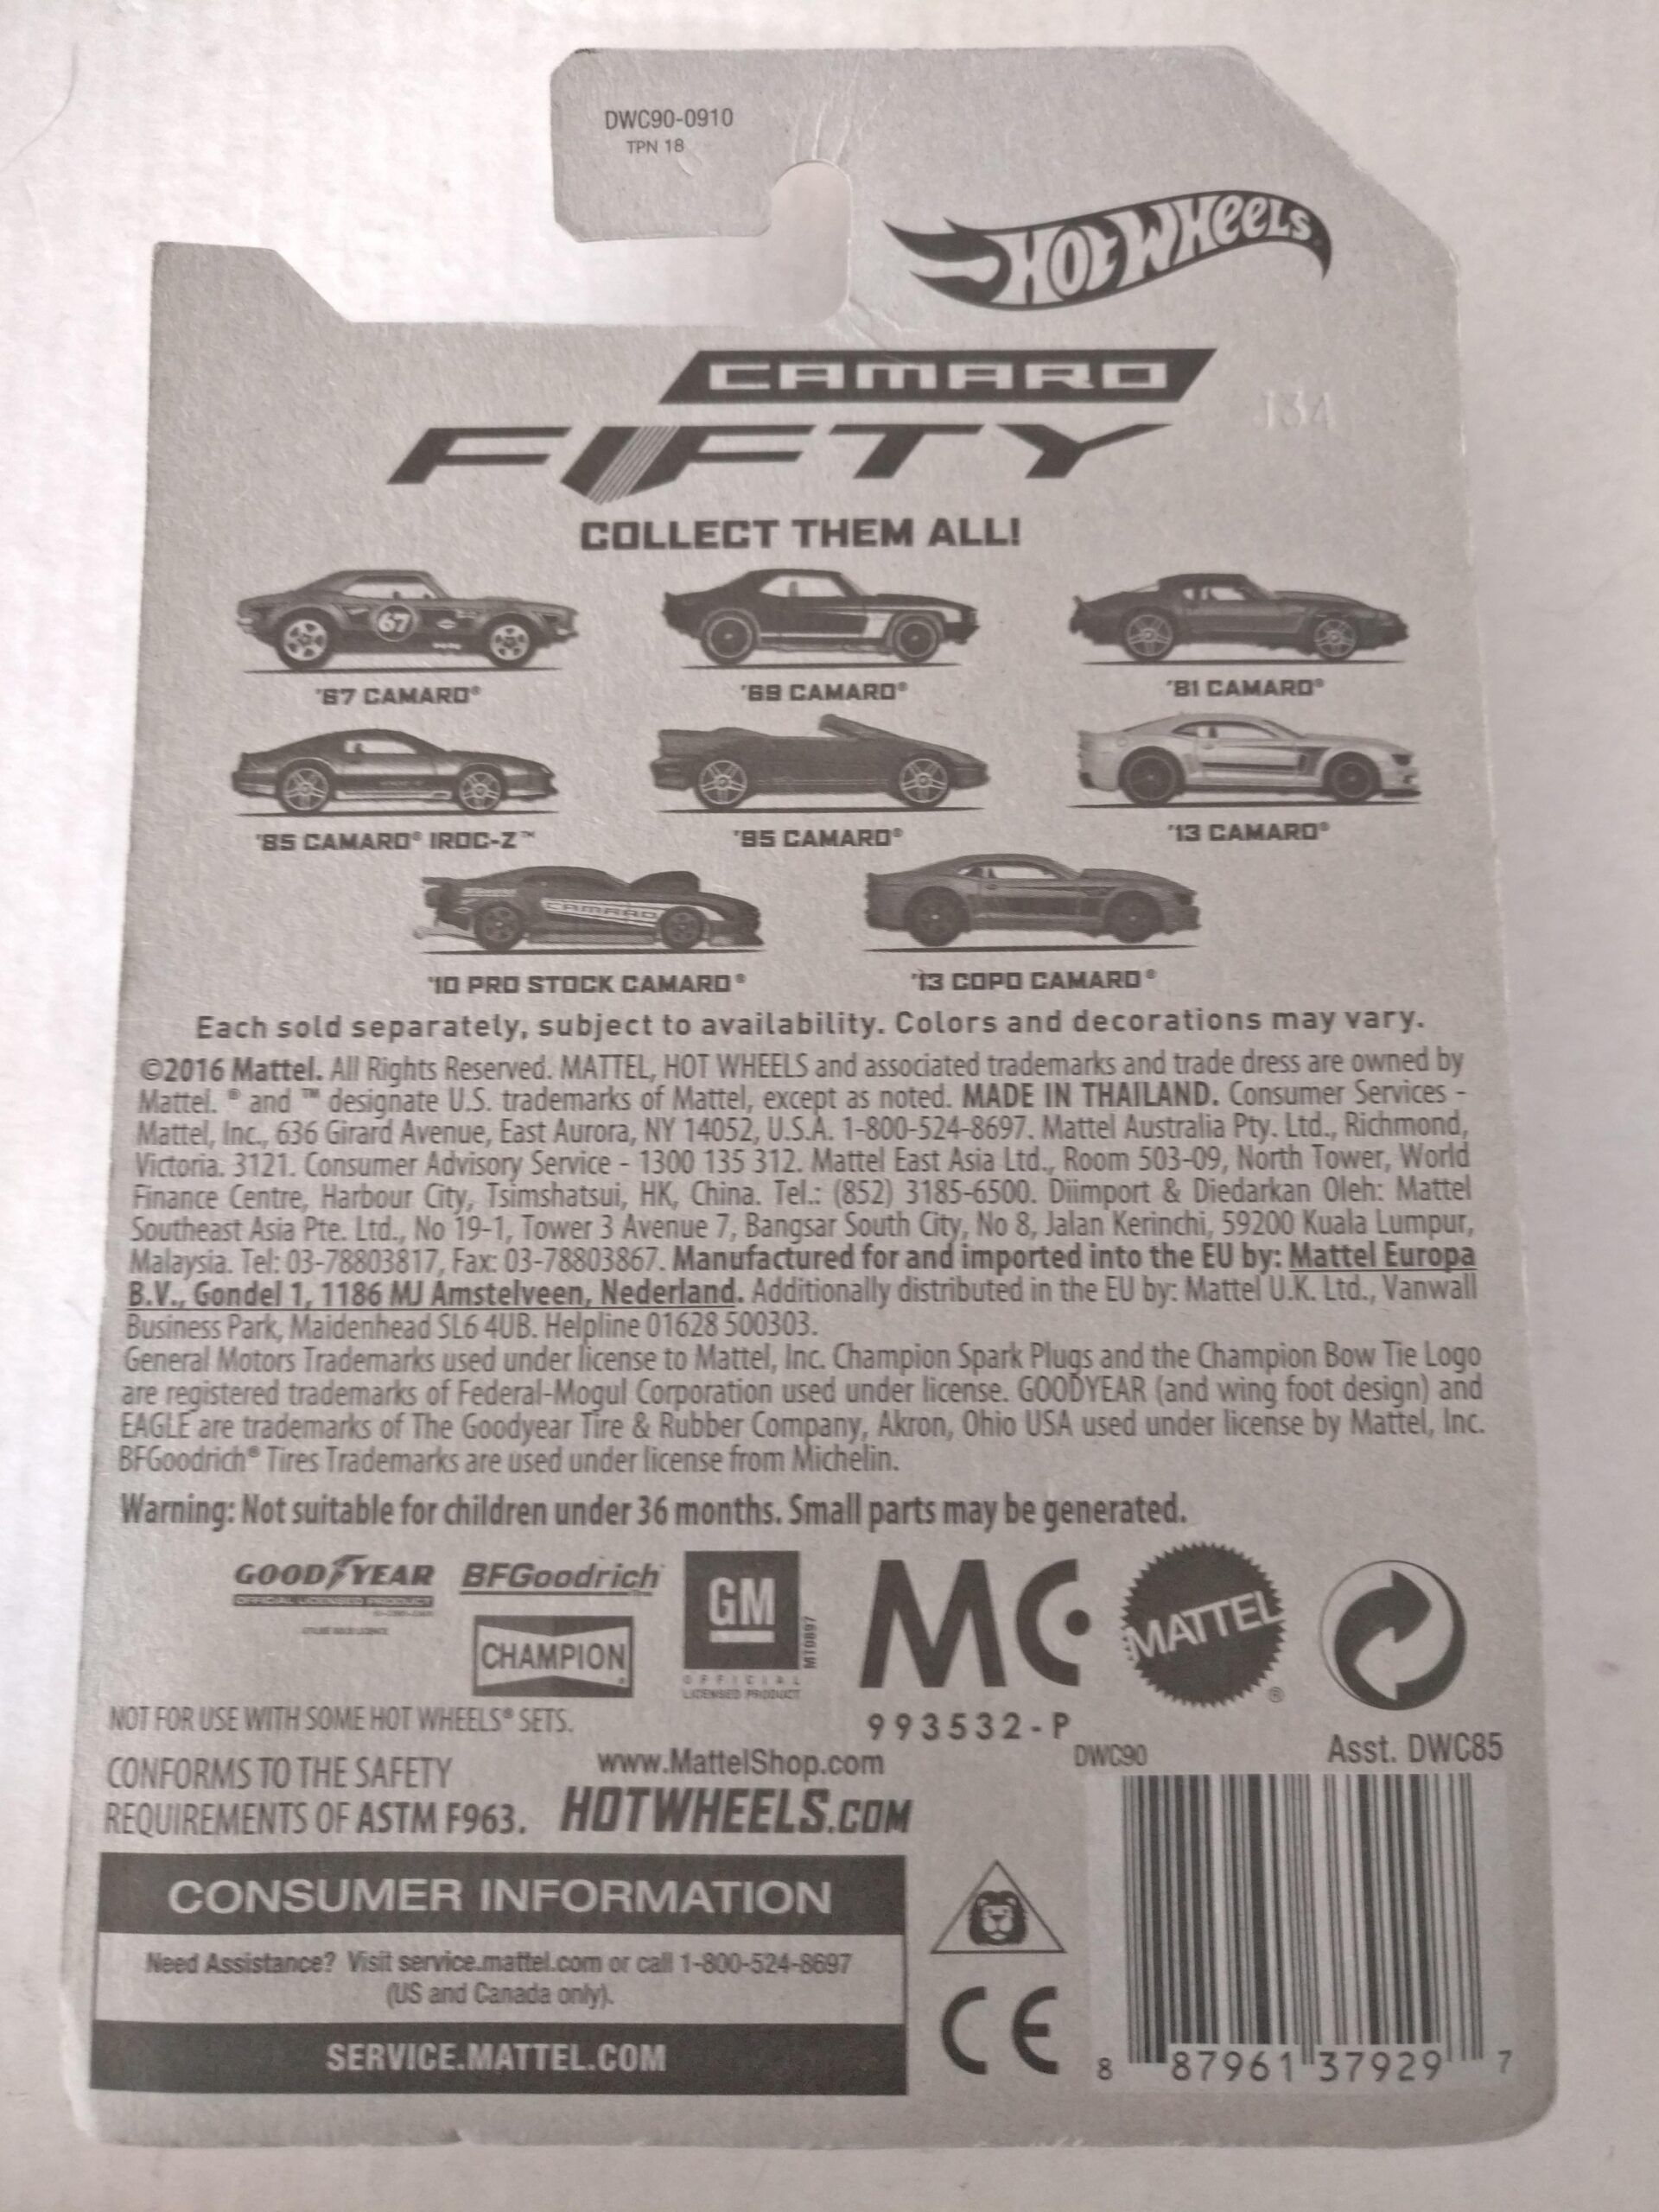 DWC90-0910
TPN 18
HOT WHEELS
CAMARO
J34
FIFTY
COLLECT THEM ALL!
67
'67 CAMARO®
'69 CAMARO®
'81 CAMARO®
'85 CAMARO® IROC-Z™
'95 CAMARO®
'13 CAMARO®
CAMARO
'10 PRO STOCK CAMARO®
'13 COPO CAMARO®
Each sold separately, subject to availability. Colors and decorations may vary.
©2016 Mattel. All Rights Reserved. MATTEL, HOT WHEELS and associated trademarks and trade dress are owned by
Mattel. ® and ™ designate U.S. trademarks of Mattel, except as noted. MADE IN THAILAND. Consumer Services -
Mattel, Inc., 636 Girard Avenue, East Aurora, NY 14052, U.S.A. 1-800-524-8697. Mattel Australia Pty. Ltd., Richmond,
Victoria. 3121. Consumer Advisory Service - 1300 135 312. Mattel East Asia Ltd., Room 503-09, North Tower, World
Finance Centre, Harbour City, Tsimshatsui, HK, China. Tel.: (852) 3185-6500. Diimport & Diedarkan Oleh: Mattel
Southeast Asia Pte. Ltd., No 19-1, Tower 3 Avenue 7, Bangsar South City, No 8, Jalan Kerinchi, 59200 Kuala Lumpur,
Malaysia. Tel: 03-78803817, Fax: 03-78803867. Manufactured for and imported into the EU by: Mattel Europa
B.V., Gondel 1, 1186 MJ Amstelveen, Nederland. Additionally distributed in the EU by: Mattel U.K. Ltd., Vanwall
Business Park, Maidenhead SL6 4UB. Helpline 01628 500303.
General Motors Trademarks used under license to Mattel, Inc. Champion Spark Plugs and the Champion Bow Tie Logo
are registered trademarks of Federal-Mogul Corporation used under license. GOODYEAR (and wing foot design) and
EAGLE are trademarks of The Goodyear Tire & Rubber Company, Akron, Ohio USA used under license by Mattel, Inc.
BFGoodrich® Tires Trademarks are used under license from Michelin.
Warning: Not suitable for children under 36 months. Small parts may be generated.
GOODYEAR
OFFICIAL LICENSED PRODUCT
BFGoodrich
Tires
CHAMPION
GM
OFFICIAL
LICENSED PRODUCT
MT0897
MC
993532-P
MATTEL
®
NOT FOR USE WITH SOME HOT WHEELS® SETS.
CONFORMS TO THE SAFETY
REQUIREMENTS OF ASTM F963.
www.MattelShop.com
HOTWHEELS.COM
DWC90
Asst. DWC85
CONSUMER INFORMATION
Need Assistance? Visit service.mattel.com or call 1-800-524-8697
(US and Canada only).
SERVICE.MATTEL.COM
CE
8 87961 37929 7